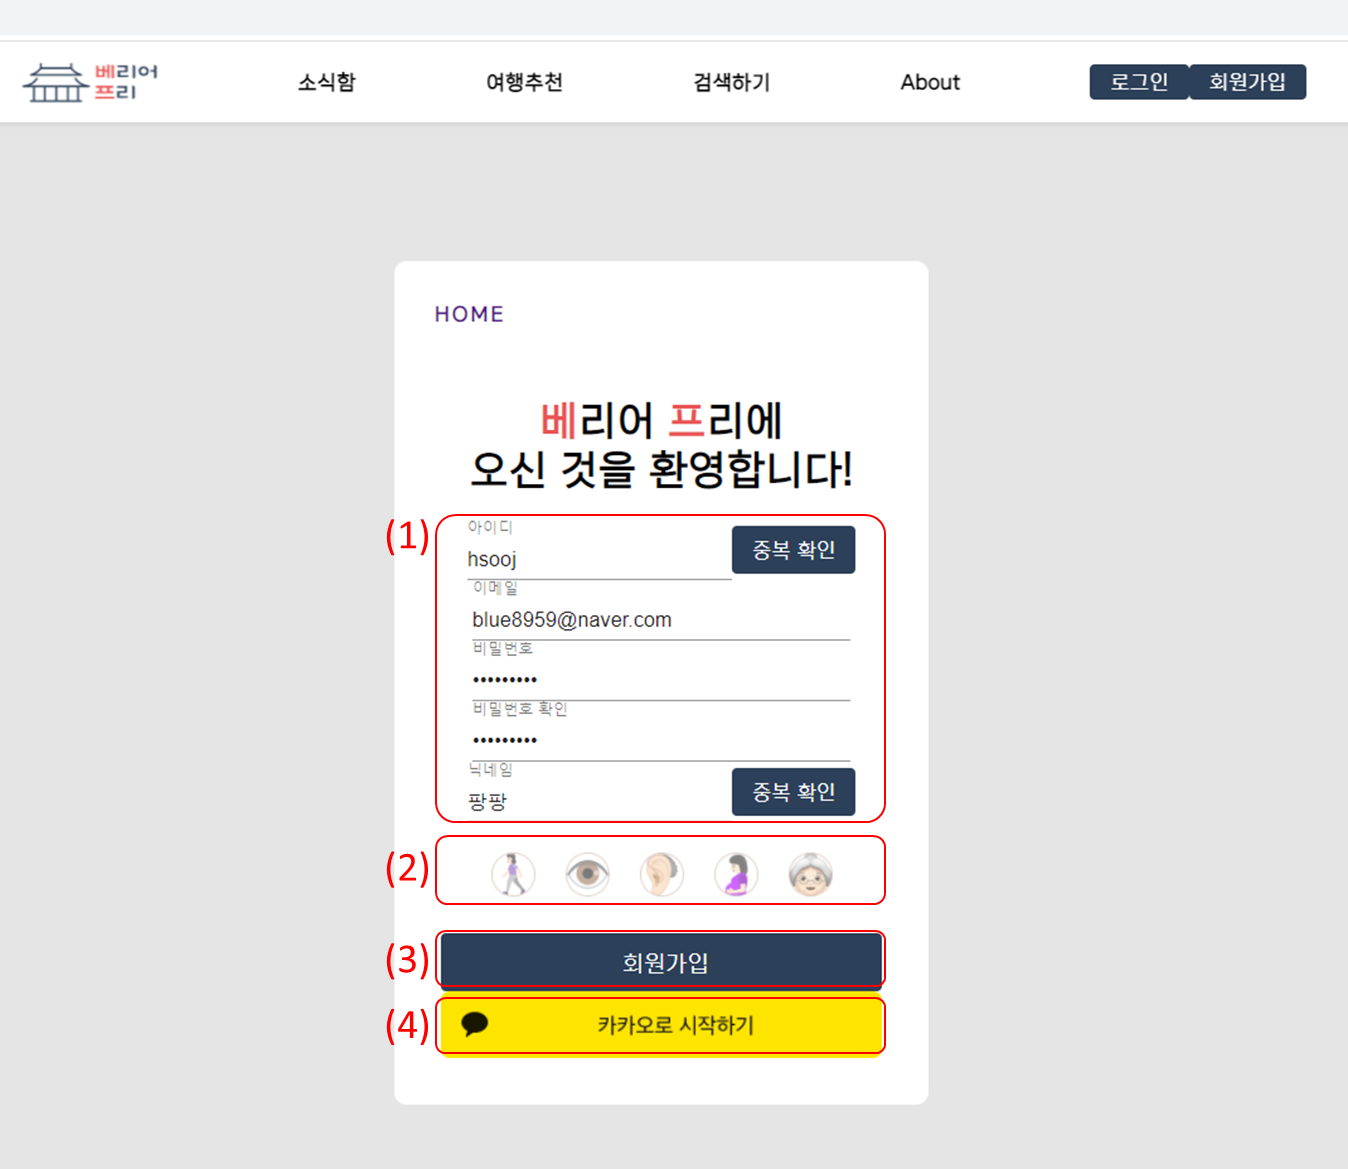 베리어
프리
소식함 여행추천 검색하기 About 로그인 회원가입
HOME
베리어 프리에
오신 것을 환영합니다!
(1)
아이디
hsooj 중복 확인
이메일
blue8959@naver.com
비밀번호
•••••••••
비밀번호 확인
•••••••••
닉네임
팡팡 중복 확인
(2)
(3) 회원가입
(4) 카카오로 시작하기